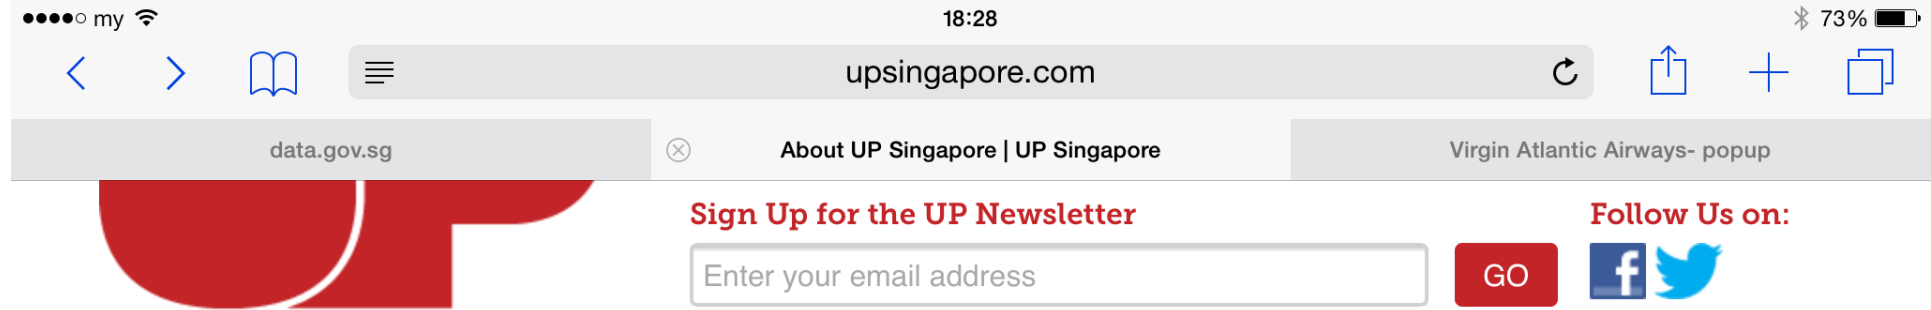 my 18:28 73%
upsingapore.com
data.gov.sg About UP Singapore | UP Singapore Virgin Atlantic Airways- popup
UP
Sign Up for the UP Newsletter Follow Us on:
Enter your email address GO f